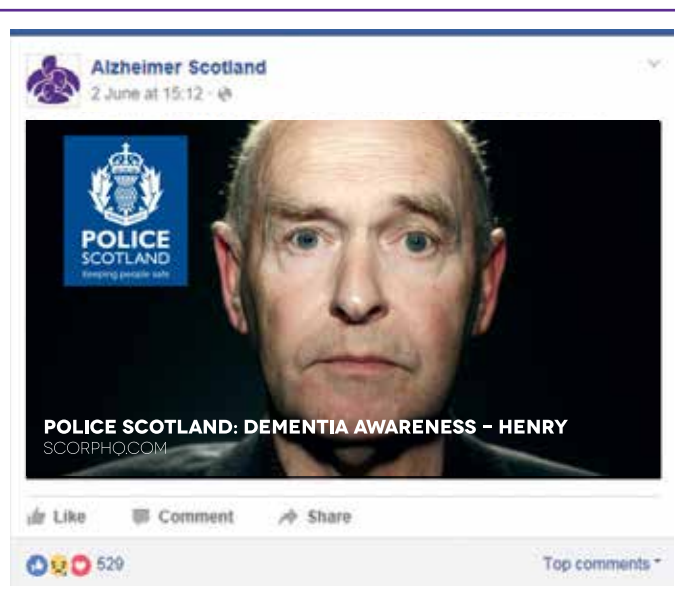 Alzheimer Scotland
2 June at 15:12 ·
POLICE
SCOTLAND
Keeping people safe
POLICE SCOTLAND: DEMENTIA AWARENESS – HENRY
SCORPHQ.COM
Like Comment Share
529 Top comments